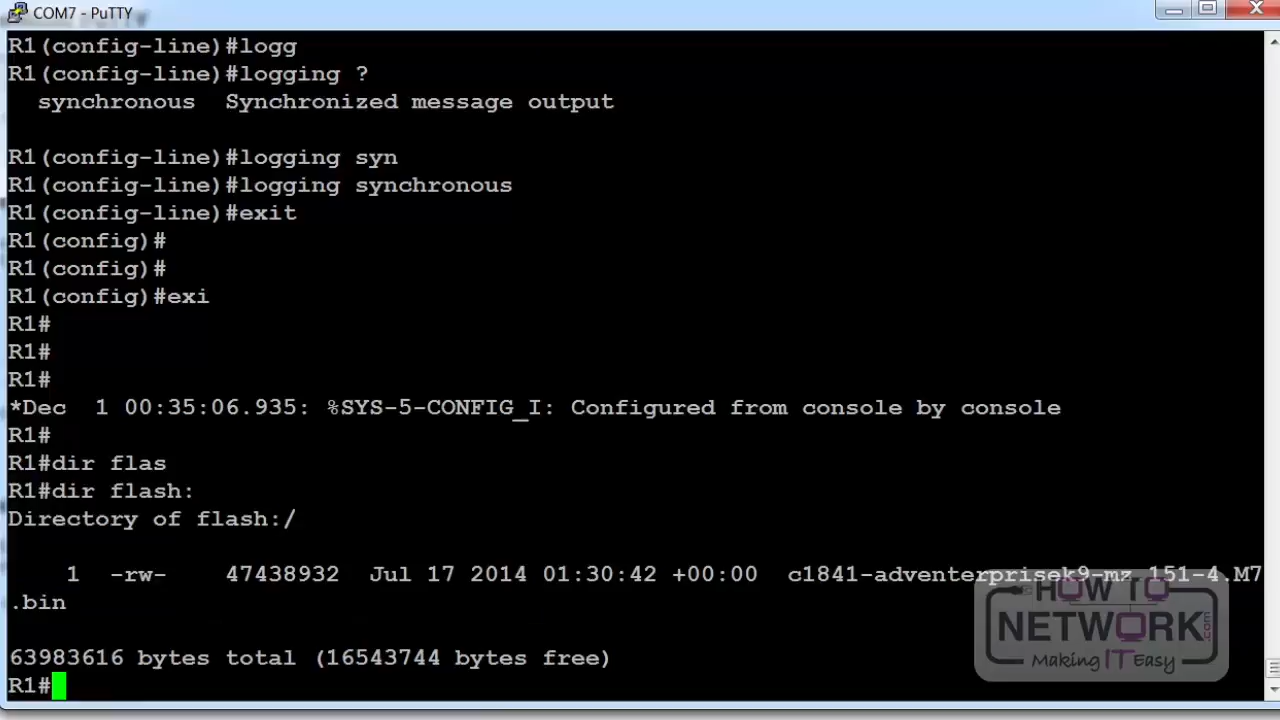 COM7 - PuTTY
R1(config-line)#logg
R1(config-line)#logging ?
synchronous  Synchronized message output
R1(config-line)#logging syn
R1(config-line)#logging synchronous
R1(config-line)#exit
R1(config)#
R1(config)#
R1(config)#exi
R1#
R1#
R1#
*Dec  1 00:35:06.935: %SYS-5-CONFIG_I: Configured from console by console
R1#
R1#dir flas
R1#dir flash:
Directory of flash:/
1  -rw-    47438932  Jul 17 2014 01:30:42 +00:00  c1841-adventerprisek9-mz_151-4.M7
.bin
63983616 bytes total (16543744 bytes free)
R1#
HOW TO
NETWORK.com
Making IT Easy